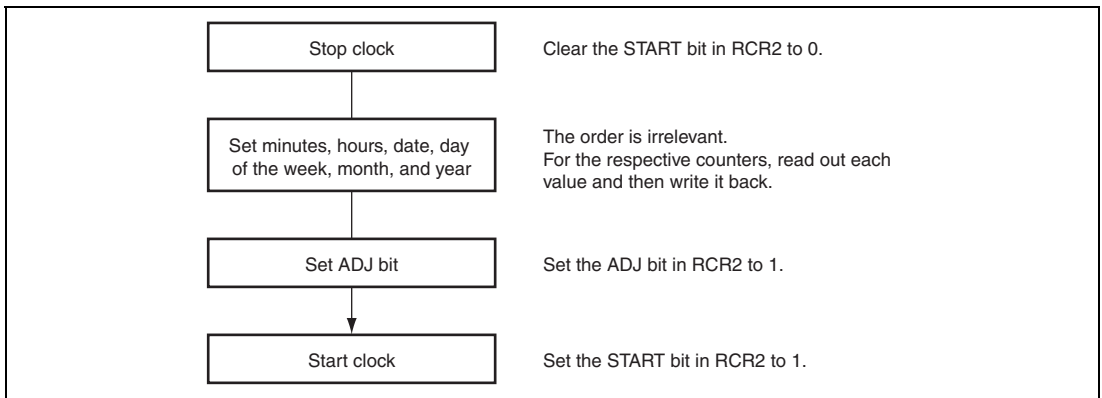 Stop clock
Clear the START bit in RCR2 to 0.
Set minutes, hours, date, day
of the week, month, and year
The order is irrelevant.
For the respective counters, read out each
value and then write it back.
Set ADJ bit
Set the ADJ bit in RCR2 to 1.
Start clock
Set the START bit in RCR2 to 1.